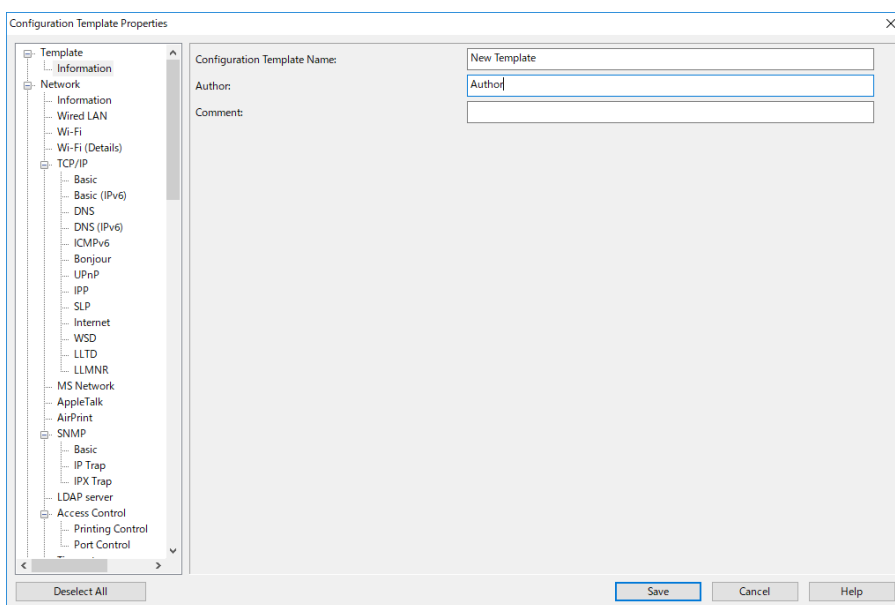 Configuration Template Properties
Template
Information
Network
Information
Wired LAN
Wi-Fi
Wi-Fi (Details)
TCP/IP
Basic
Basic (IPv6)
DNS
DNS (IPv6)
ICMPv6
Bonjour
UPnP
IPP
SLP
Internet
WSD
LLTD
LLMNR
MS Network
AppleTalk
AirPrint
SNMP
Basic
IP Trap
IPX Trap
LDAP server
Access Control
Printing Control
Port Control
Configuration Template Name: New Template
Author: Author
Comment:
Deselect All Save Cancel Help